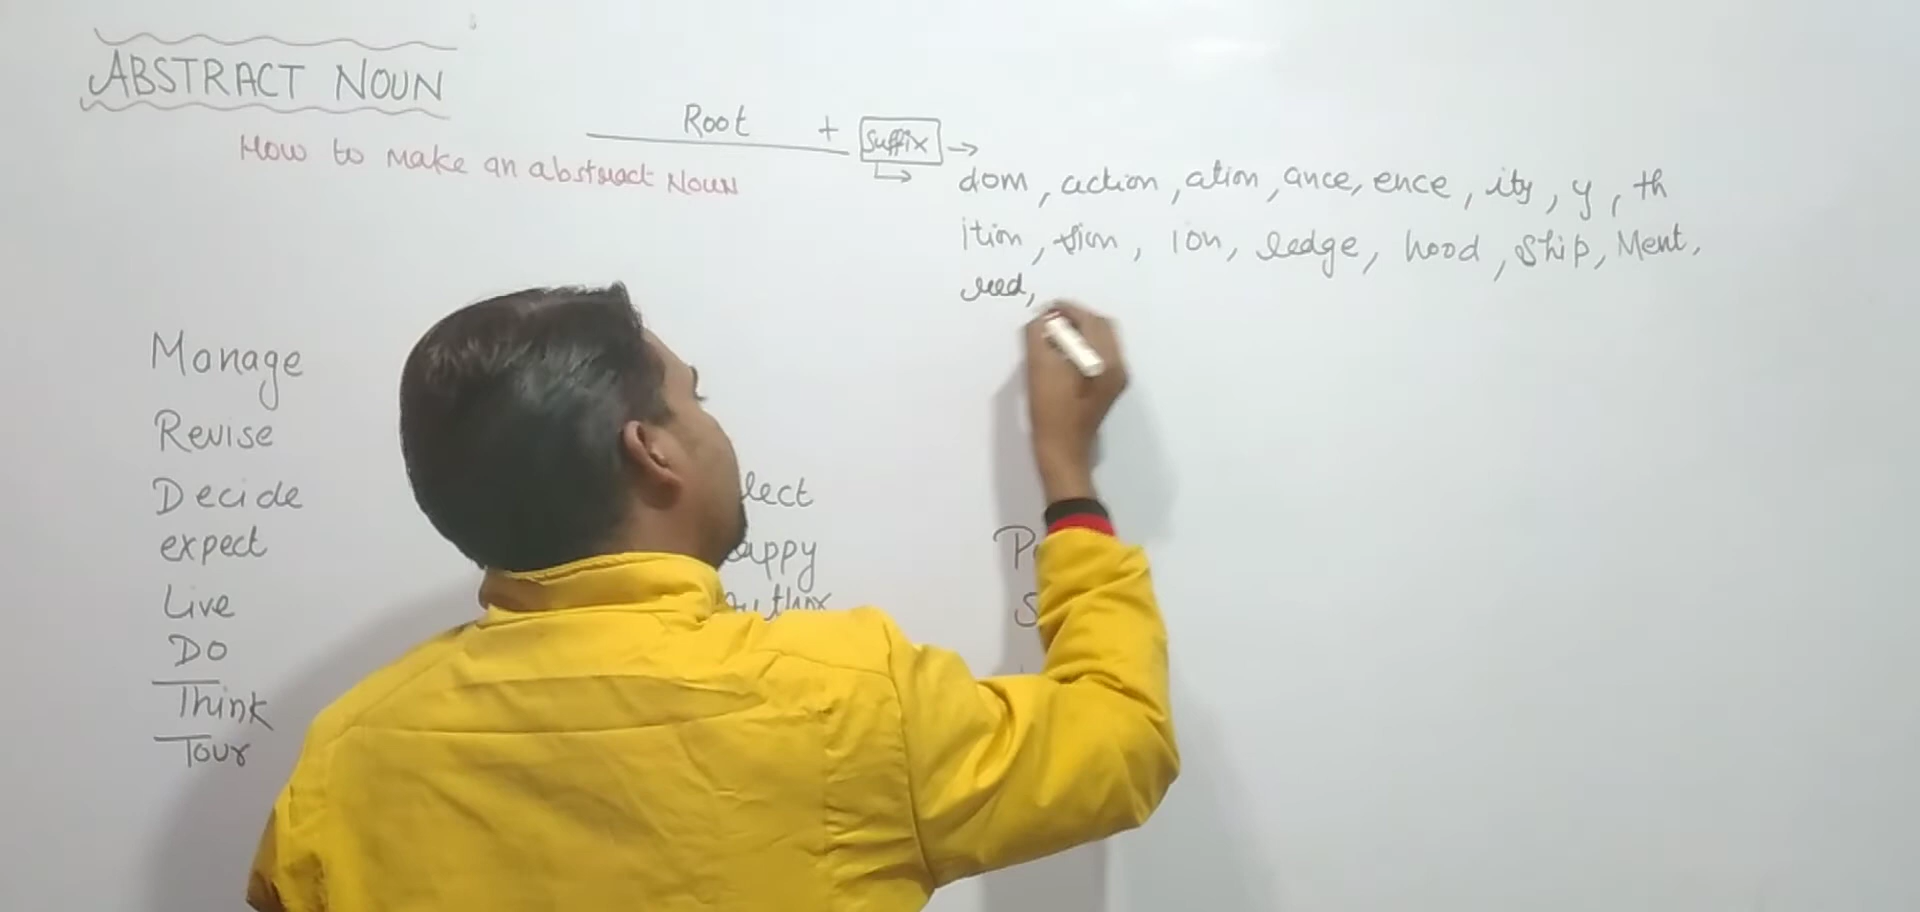 ABSTRACT NOUN
Root + Suffix →
How to make an abstract Noun
dom, action, ation, ance, ence, ity, y, th
ition, sion, ion, ledge, hood, ship, Ment,
Manage
Revise
Decide
expect
Live
Do
Think
Tour
lect
appy